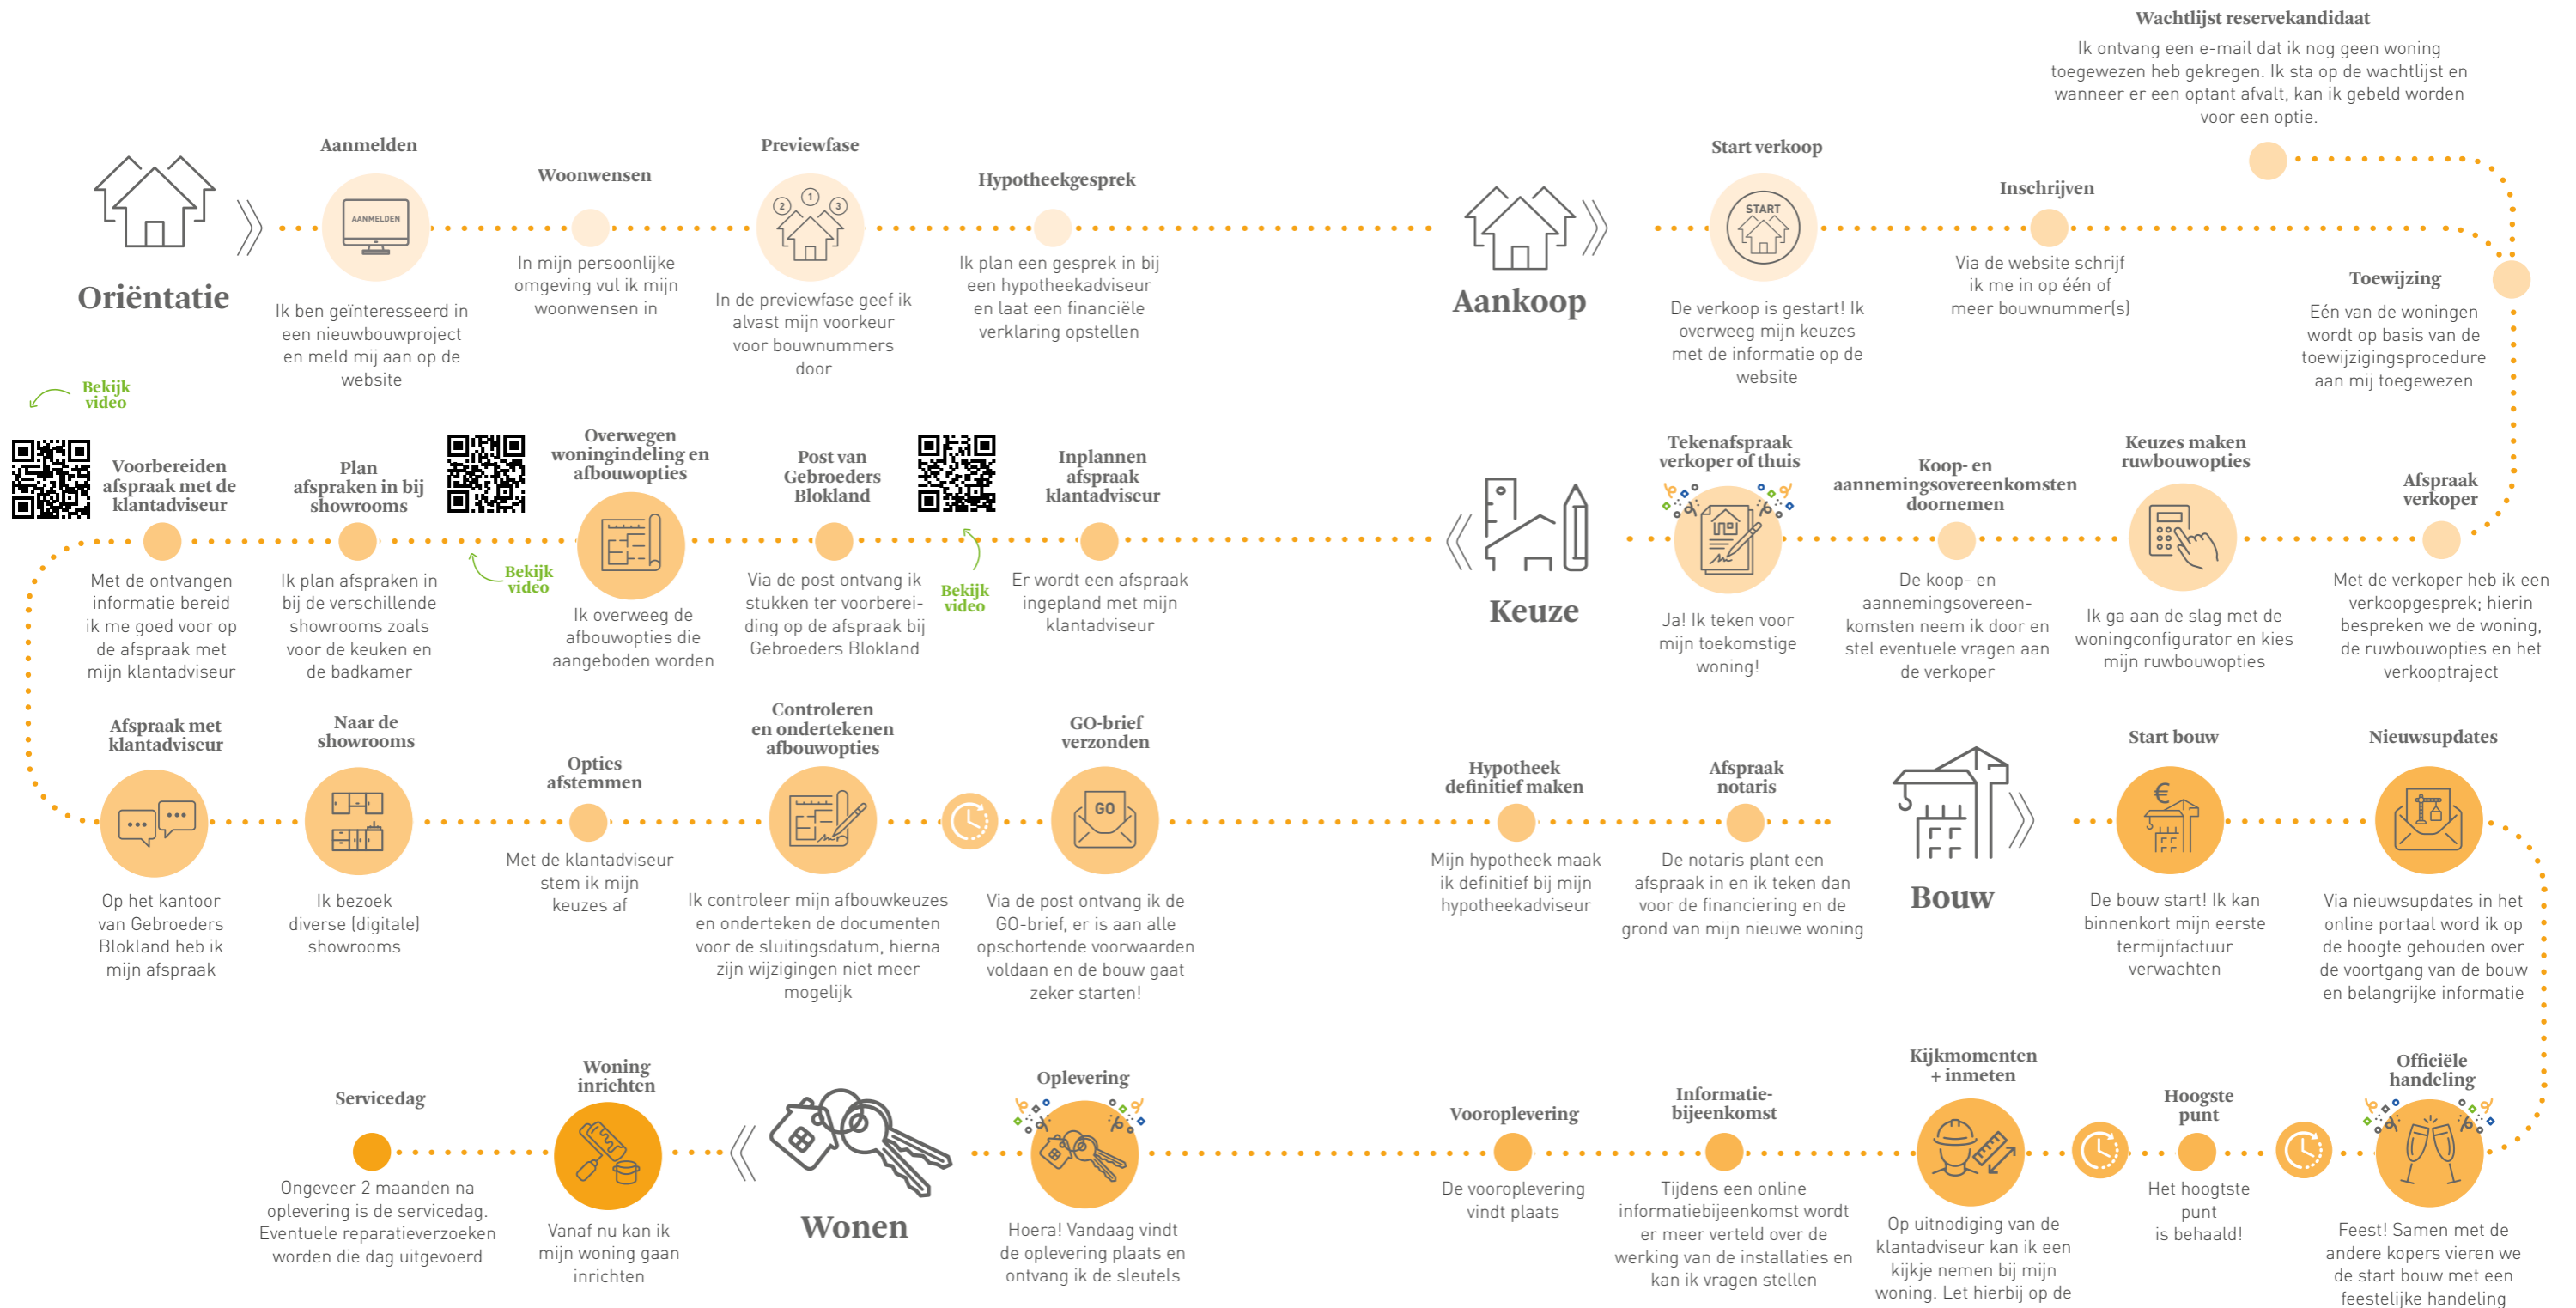 Wachtlijst reservekandidaat
Ik ontvang een e-mail dat ik nog geen woning
toegewezen heb gekregen. Ik sta op de wachtlijst en
wanneer er een optant afvalt, kan ik gebeld worden
voor een optie.
Oriëntatie
Aanmelden
AANMELDEN
Ik ben geïnteresseerd in
een nieuwbouwproject
en meld mij aan op de
website
Woonwensen
In mijn persoonlijke
omgeving vul ik mijn
woonwensen in
Previewfase
2 1 3
In de previewfase geef ik
alvast mijn voorkeur
voor bouwnummers
door
Hypotheekgesprek
Ik plan een gesprek in bij
een hypotheekadviseur
en laat een financiële
verklaring opstellen
Aankoop
Start verkoop
START
De verkoop is gestart! Ik
overweeg mijn keuzes
met de informatie op de
website
Inschrijven
Via de website schrijf
ik me in op één of
meer bouwnummer(s)
Toewijzing
Eén van de woningen
wordt op basis van de
toewijzigingsprocedure
aan mij toegewezen
Afspraak
verkoper
Met de verkoper heb ik een
verkoopgesprek; hierin
bespreken we de woning,
de ruwbouwopties en het
verkooptraject
Keuzes maken
ruwbouwopties
Ik ga aan de slag met de
woningconfigurator en kies
mijn ruwbouwopties
Koop- en
aannemingsovereenkomsten
doornemen
De koop- en
aannemingsovereen-
komsten neem ik door en
stel eventuele vragen aan
de verkoper
Tekenafspraak
verkoper of thuis
Ja! Ik teken voor
mijn toekomstige
woning!
Keuze
Inplannen
afspraak
klantadviseur
Er wordt een afspraak
ingepland met mijn
klantadviseur
Bekijk
video
Post van
Gebroeders
Blokland
Via de post ontvang ik
stukken ter voorberei-
ding op de afspraak bij
Gebroeders Blokland
Overwegen
woningindeling en
afbouwopties
Ik overweeg de
afbouwopties die
aangeboden worden
Bekijk
video
Plan
afspraken in bij
showrooms
Ik plan afspraken in
bij de verschillende
showrooms zoals
voor de keuken en
de badkamer
Bekijk
video
Voorbereiden
afspraak met de
klantadviseur
Met de ontvangen
informatie bereid
ik me goed voor op
de afspraak met
mijn klantadviseur
Afspraak met
klantadviseur
Op het kantoor
van Gebroeders
Blokland heb ik
mijn afspraak
Naar de
showrooms
Ik bezoek
diverse (digitale)
showrooms
Opties
afstemmen
Met de klantadviseur
stem ik mijn
keuzes af
Controleren
en ondertekenen
afbouwopties
Ik controleer mijn afbouwkeuzes
en onderteken de documenten
voor de sluitingsdatum, hierna
zijn wijzigingen niet meer
mogelijk
GO-brief
verzonden
GO
Via de post ontvang ik de
GO-brief, er is aan alle
opschortende voorwaarden
voldaan en de bouw gaat
zeker starten!
Hypotheek
definitief maken
Mijn hypotheek maak
ik definitief bij mijn
hypotheekadviseur
Afspraak
notaris
De notaris plant een
afspraak in en ik teken dan
voor de financiering en de
grond van mijn nieuwe woning
Bouw
Start bouw
€
De bouw start! Ik kan
binnenkort mijn eerste
termijnfactuur
verwachten
Nieuwsupdates
Via nieuwsupdates in het
online portaal word ik op
de hoogte gehouden over
de voortgang van de bouw
en belangrijke informatie
Officiële
handeling
Feest! Samen met de
andere kopers vieren we
de start bouw met een
feestelijke handeling
Hoogste
punt
Het hoogtste
punt
is behaald!
Kijkmomenten
+ inmeten
Op uitnodiging van de
klantadviseur kan ik een
kijkje nemen bij mijn
woning. Let hierbij op de
Informatie-
bijeenkomst
Tijdens een online
informatiebijeenkomst wordt
er meer verteld over de
werking van de installaties en
kan ik vragen stellen
Vooroplevering
De vooroplevering
vindt plaats
Oplevering
Hoera! Vandaag vindt
de oplevering plaats en
ontvang ik de sleutels
Wonen
Woning
inrichten
Vanaf nu kan ik
mijn woning gaan
inrichten
Servicedag
Ongeveer 2 maanden na
oplevering is de servicedag.
Eventuele reparatieverzoeken
worden die dag uitgevoerd